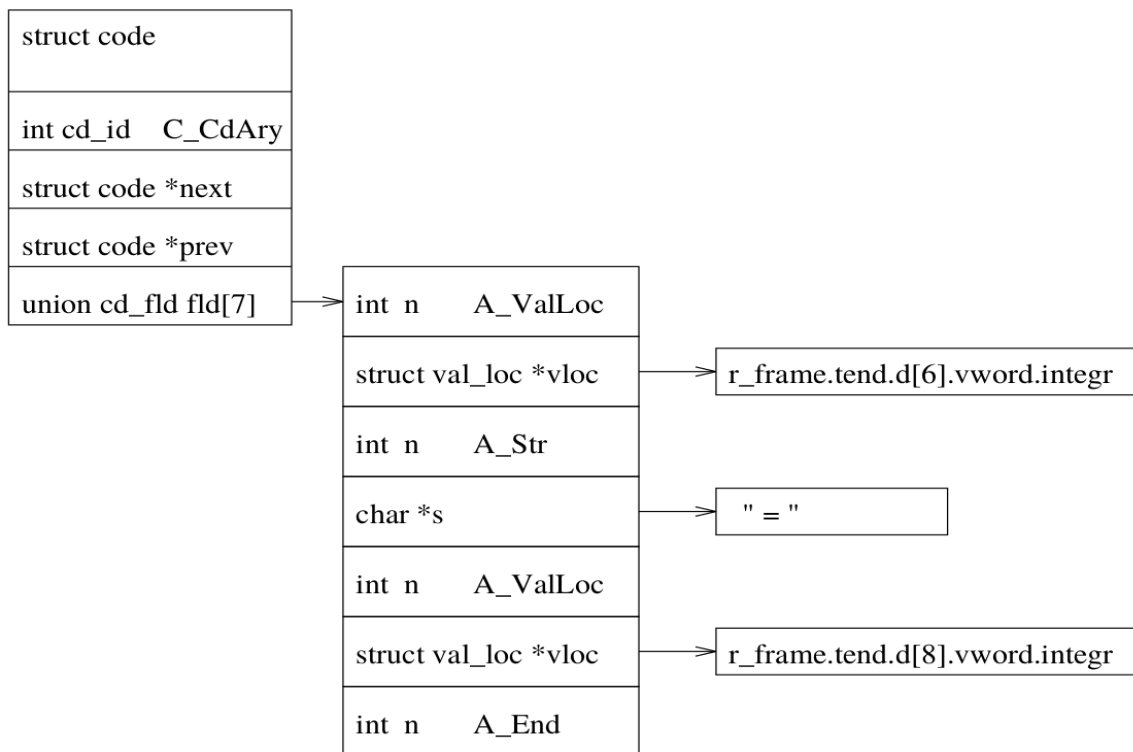 struct code
int cd_id C_CdAry
struct code *next
struct code *prev
union cd_fld fld[7]
int n A_ValLoc
struct val_loc *vloc
r_frame.tend.d[6].vword.integr
int n A_Str
char *s
" = "
int n A_ValLoc
struct val_loc *vloc
r_frame.tend.d[8].vword.integr
int n A_End